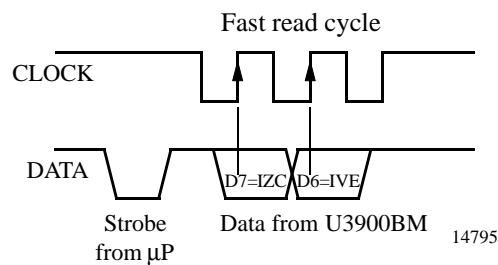 Fast read cycle
CLOCK
DATA
D7=IZC
D6=IVE
Strobe
from µP
Data from U3900BM
14795